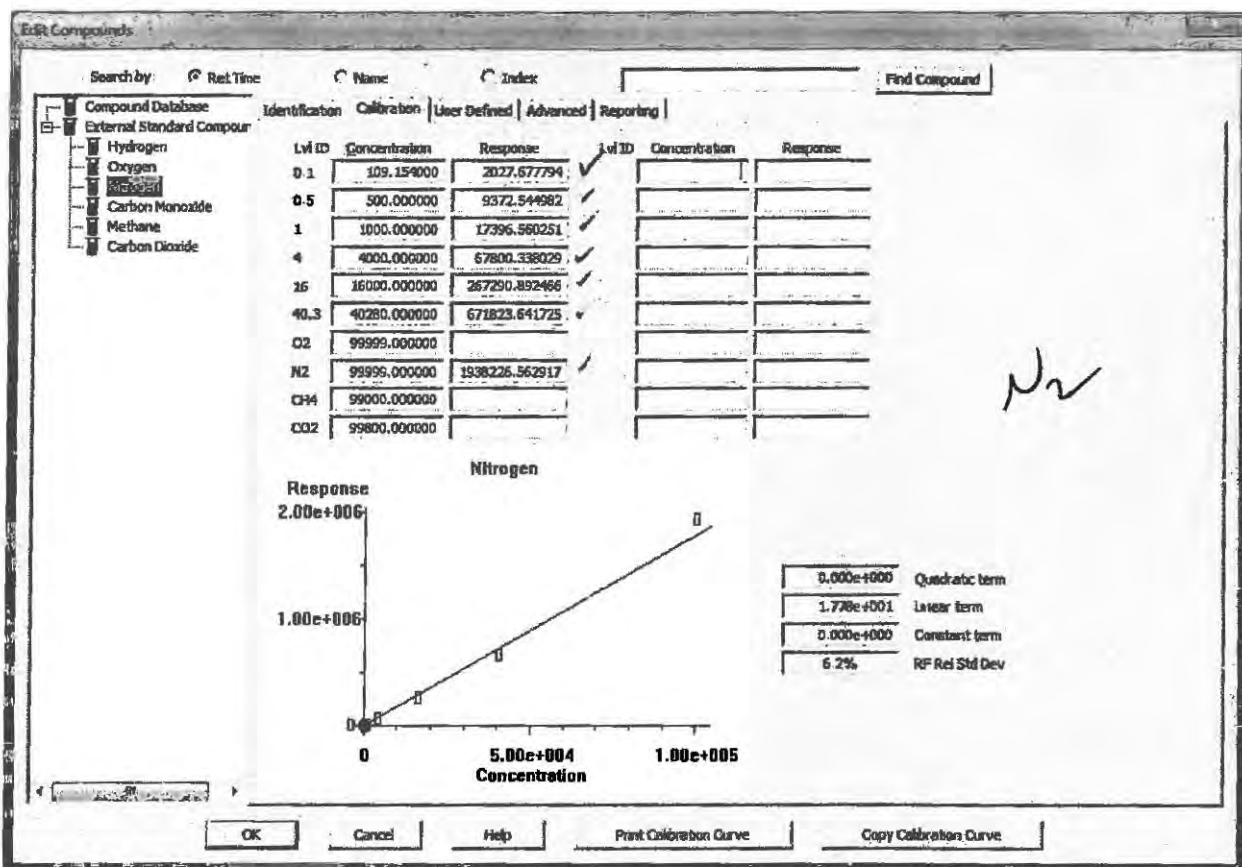 Edit Compounds
Search by: Ret Time Name Index Find Compound
Compound Database
External Standard Compour
Hydrogen
Oxygen
Nitrogen
Carbon Monoxide
Methane
Carbon Dioxide
Identification Calibration User Defined Advanced Reporting
Lvl ID Concentration Response Lvl ID Concentration Response
0.1 109.154000 2027.677794
0.5 500.000000 9372.544982
1 1000.000000 17396.560251
4 4000.000000 67800.338029
16 16000.000000 267290.892466
40.3 40280.000000 671823.641725
O2 99999.000000
N2 99999.000000 1938226.562917
CH4 99000.000000
CO2 99800.000000
N2
Nitrogen
Response
2.00e+006
1.00e+006
0
0 5.00e+004 1.00e+005
Concentration
0.000e+000 Quadratic term
1.778e+001 Linear term
0.000e+000 Constant term
6.2% RF Rel Std Dev
OK Cancel Help Print Calibration Curve Copy Calibration Curve